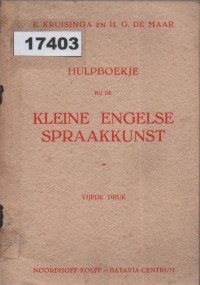 E. KRUISINGA EN H. G. DE MAAR
17403
HULPBOEKJE
BIJ DE
KLEINE ENGELSE
SPRAAKKUNST
VIJFDE DRUK
NOORDHOFF-KOLFF - BATAVIA-CENTRUM